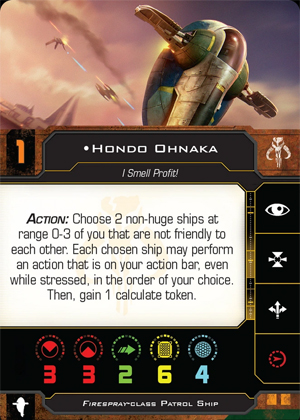 1
•Hondo Ohnaka
I Smell Profit!
Action: Choose 2 non-huge ships at
range 0-3 of you that are not friendly to
each other. Each chosen ship may perform
an action that is on your action bar, even
while stressed, in the order of your choice.
Then, gain 1 calculate token.
3 3 2 6 4
Firespray-class Patrol Ship